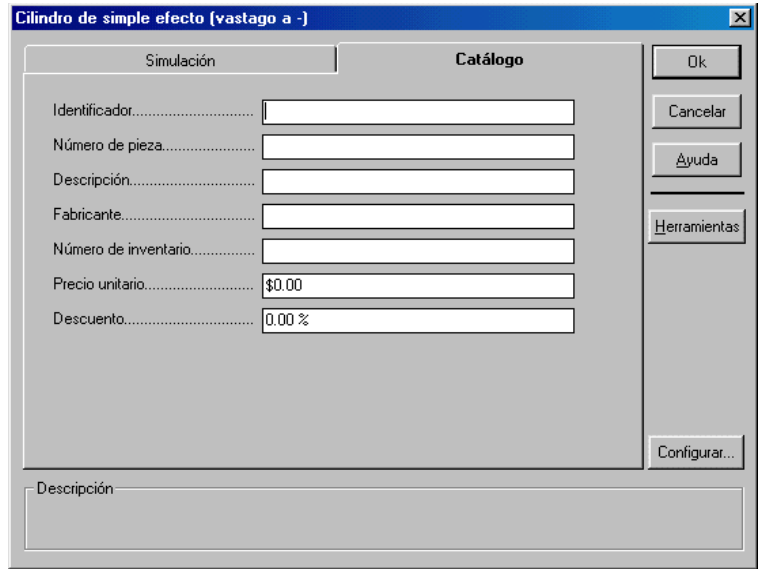 Cilindro de simple efecto (vastago a -)
Simulación
Catálogo
Ok
Cancelar
Ayuda
Herramientas
Configurar...
Identificador............................
Número de pieza.....................
Descripción.............................
Fabricante..............................
Número de inventario...............
Precio unitario......................... $0.00
Descuento.............................. 0.00 %
Descripción